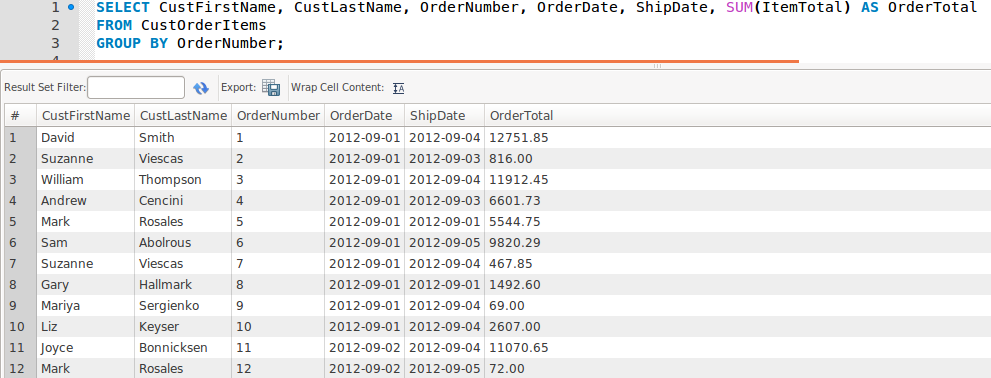 1 SELECT CustFirstName, CustLastName, OrderNumber, OrderDate, ShipDate, SUM(ItemTotal) AS OrderTotal
2 FROM CustOrderItems
3 GROUP BY OrderNumber;
4
Result Set Filter: Export: Wrap Cell Content:
# CustFirstName CustLastName OrderNumber OrderDate ShipDate OrderTotal
1 David Smith 1 2012-09-01 2012-09-04 12751.85
2 Suzanne Viescas 2 2012-09-01 2012-09-03 816.00
3 William Thompson 3 2012-09-01 2012-09-04 11912.45
4 Andrew Cencini 4 2012-09-01 2012-09-03 6601.73
5 Mark Rosales 5 2012-09-01 2012-09-01 5544.75
6 Sam Abolrous 6 2012-09-01 2012-09-05 9820.29
7 Suzanne Viescas 7 2012-09-01 2012-09-04 467.85
8 Gary Hallmark 8 2012-09-01 2012-09-01 1492.60
9 Mariya Sergienko 9 2012-09-01 2012-09-04 69.00
10 Liz Keyser 10 2012-09-01 2012-09-04 2607.00
11 Joyce Bonnicksen 11 2012-09-02 2012-09-04 11070.65
12 Mark Rosales 12 2012-09-02 2012-09-05 72.00